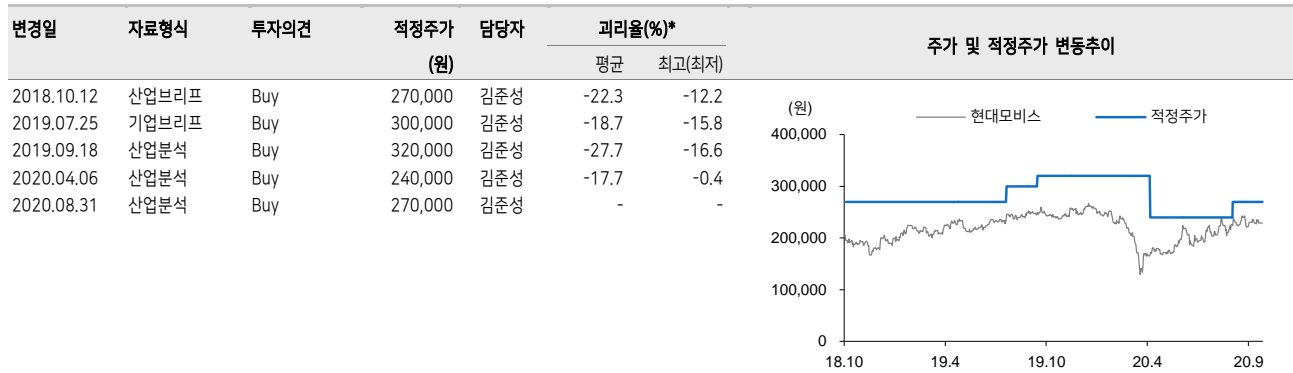 변경일 자료형식 투자의견 적정주가 담당자 괴리율(%)*
(원) 평균 최고(최저)
2018.10.12 산업브리프 Buy 270,000 김준성 -22.3 -12.2
2019.07.25 기업브리프 Buy 300,000 김준성 -18.7 -15.8
2019.09.18 산업분석 Buy 320,000 김준성 -27.7 -16.6
2020.04.06 산업분석 Buy 240,000 김준성 -17.7 -0.4
2020.08.31 산업분석 Buy 270,000 김준성 - -
주가 및 적정주가 변동추이
(원)
현대모비스 적정주가
400,000
300,000
200,000
100,000
0
18.10 19.4 19.10 20.4 20.9